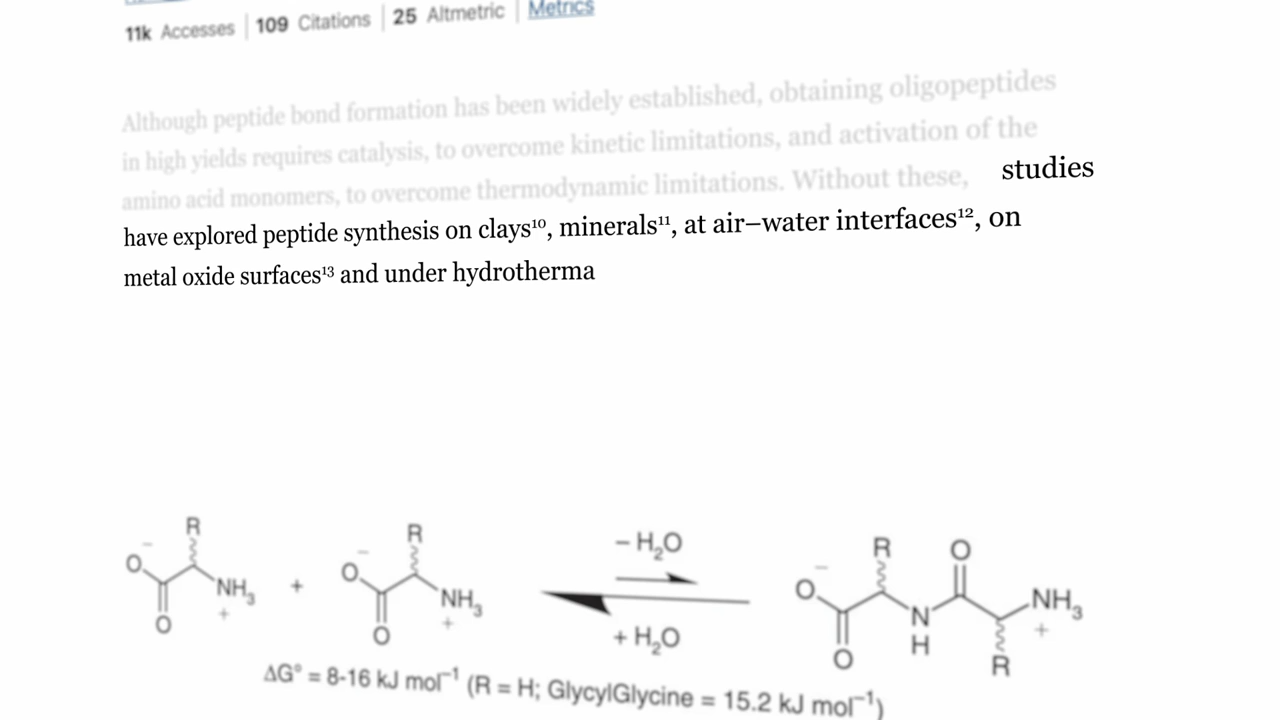 11k Accesses | 109 Citations | 25 Altmetric | Metrics
Although peptide bond formation has been widely established, obtaining oligopeptides
in high yields requires catalysis, to overcome kinetic limitations, and activation of the
amino acid monomers, to overcome thermodynamic limitations. Without these, studies
have explored peptide synthesis on clays¹⁰, minerals¹¹, at air–water interfaces¹², on
metal oxide surfaces¹³ and under hydrotherma
R R − H₂O R O
O⁻ NH₃⁺ + O⁻ NH₃⁺ O⁻ N H NH₃⁺
O O + H₂O O R
ΔG° = 8-16 kJ mol⁻¹ (R = H; GlycylGlycine = 15.2 kJ mol⁻¹)